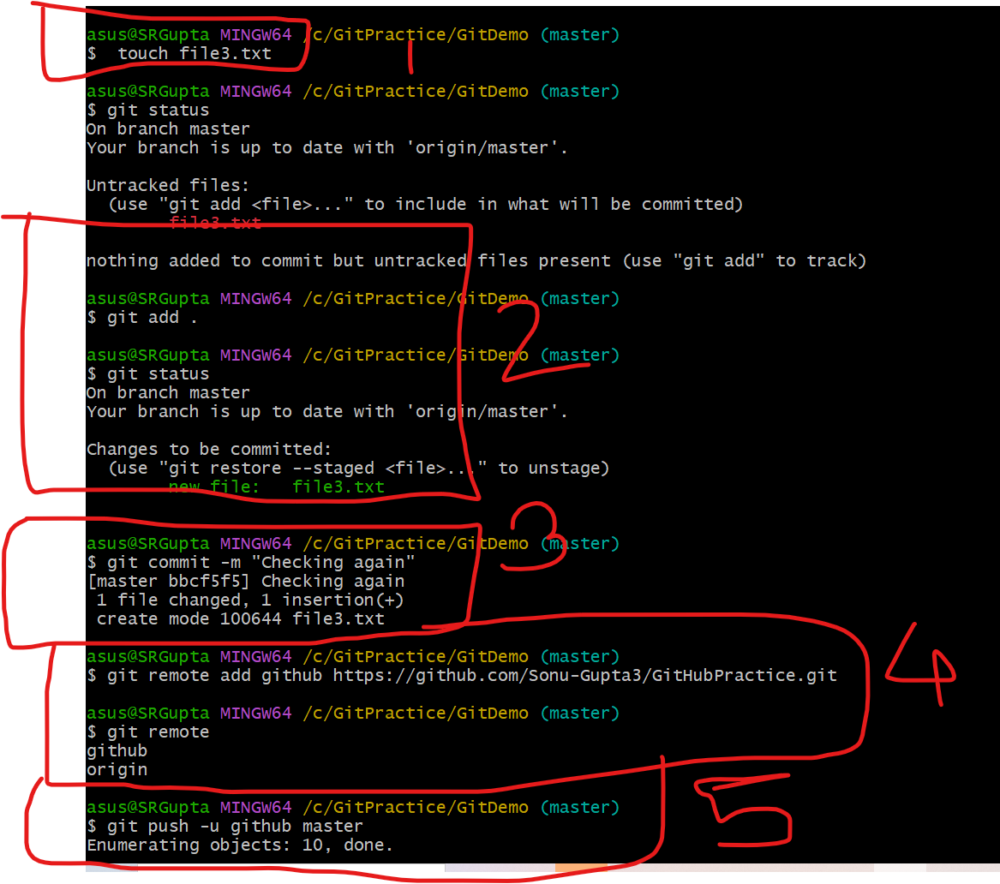 asus@SRGupta MINGW64 /c/GitPractice/GitDemo (master)
$  touch file3.txt
1
asus@SRGupta MINGW64 /c/GitPractice/GitDemo (master)
$ git status
On branch master
Your branch is up to date with 'origin/master'.
Untracked files:
  (use "git add <file>..." to include in what will be committed)
        file3.txt
nothing added to commit but untracked files present (use "git add" to track)
asus@SRGupta MINGW64 /c/GitPractice/GitDemo (master)
$ git add .
2
asus@SRGupta MINGW64 /c/GitPractice/GitDemo (master)
$ git status
On branch master
Your branch is up to date with 'origin/master'.
Changes to be committed:
  (use "git restore --staged <file>..." to unstage)
        new file:   file3.txt
3
asus@SRGupta MINGW64 /c/GitPractice/GitDemo (master)
$ git commit -m "Checking again"
[master bbcf5f5] Checking again
 1 file changed, 1 insertion(+)
 create mode 100644 file3.txt
asus@SRGupta MINGW64 /c/GitPractice/GitDemo (master)
$ git remote add github https://github.com/Sonu-Gupta3/GitHubPractice.git
4
asus@SRGupta MINGW64 /c/GitPractice/GitDemo (master)
$ git remote
github
origin
asus@SRGupta MINGW64 /c/GitPractice/GitDemo (master)
$ git push -u github master
Enumerating objects: 10, done.
5